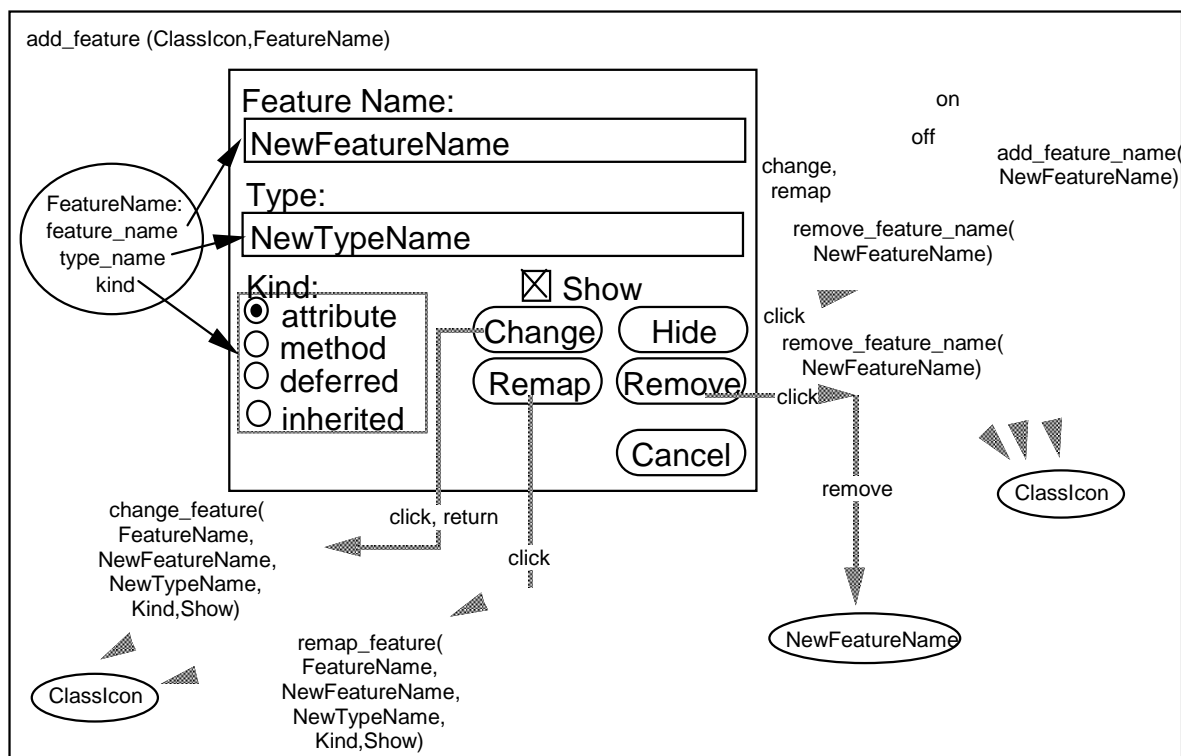 add_feature (ClassIcon,FeatureName)
Feature Name:
NewFeatureName
Type:
NewTypeName
FeatureName:
feature_name
type_name
kind
Kind:
attribute
method
deferred
inherited
Show
Change
Hide
Remap
Remove
Cancel
on
off
change,
remap
add_feature_name(
NewFeatureName)
remove_feature_name(
NewFeatureName)
click
remove_feature_name(
NewFeatureName)
click
remove
ClassIcon
NewFeatureName
click, return
click
change_feature(
FeatureName,
NewFeatureName,
NewTypeName,
Kind,Show)
ClassIcon
remap_feature(
FeatureName,
NewFeatureName,
NewTypeName,
Kind,Show)